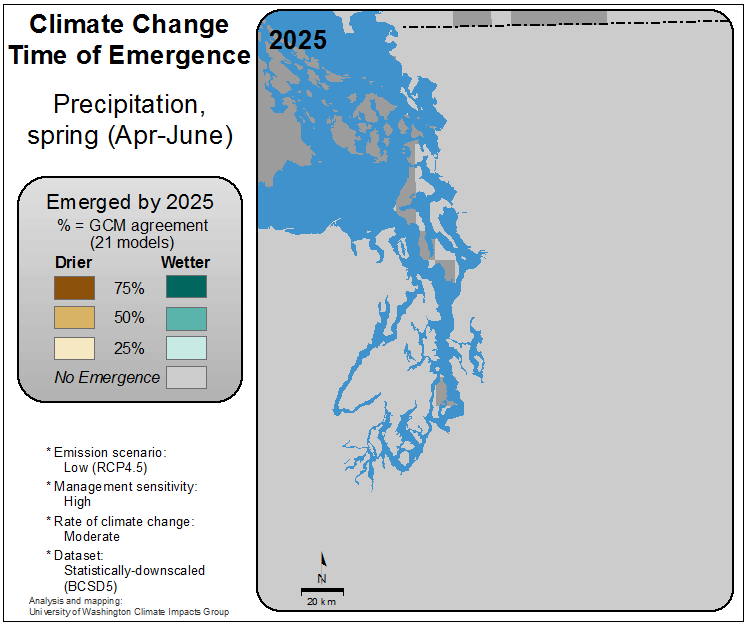 Climate Change
Time of Emergence
Precipitation,
spring (Apr-June)
Emerged by 2025
% = GCM agreement
(21 models)
Drier Wetter
75%
50%
25%
No Emergence
* Emission scenario:
Low (RCP4.5)
* Management sensitivity:
High
* Rate of climate change:
Moderate
* Dataset:
Statistically-downscaled
(BCSD5)
Analysis and mapping:
University of Washington Climate Impacts Group
2025
N
20 km